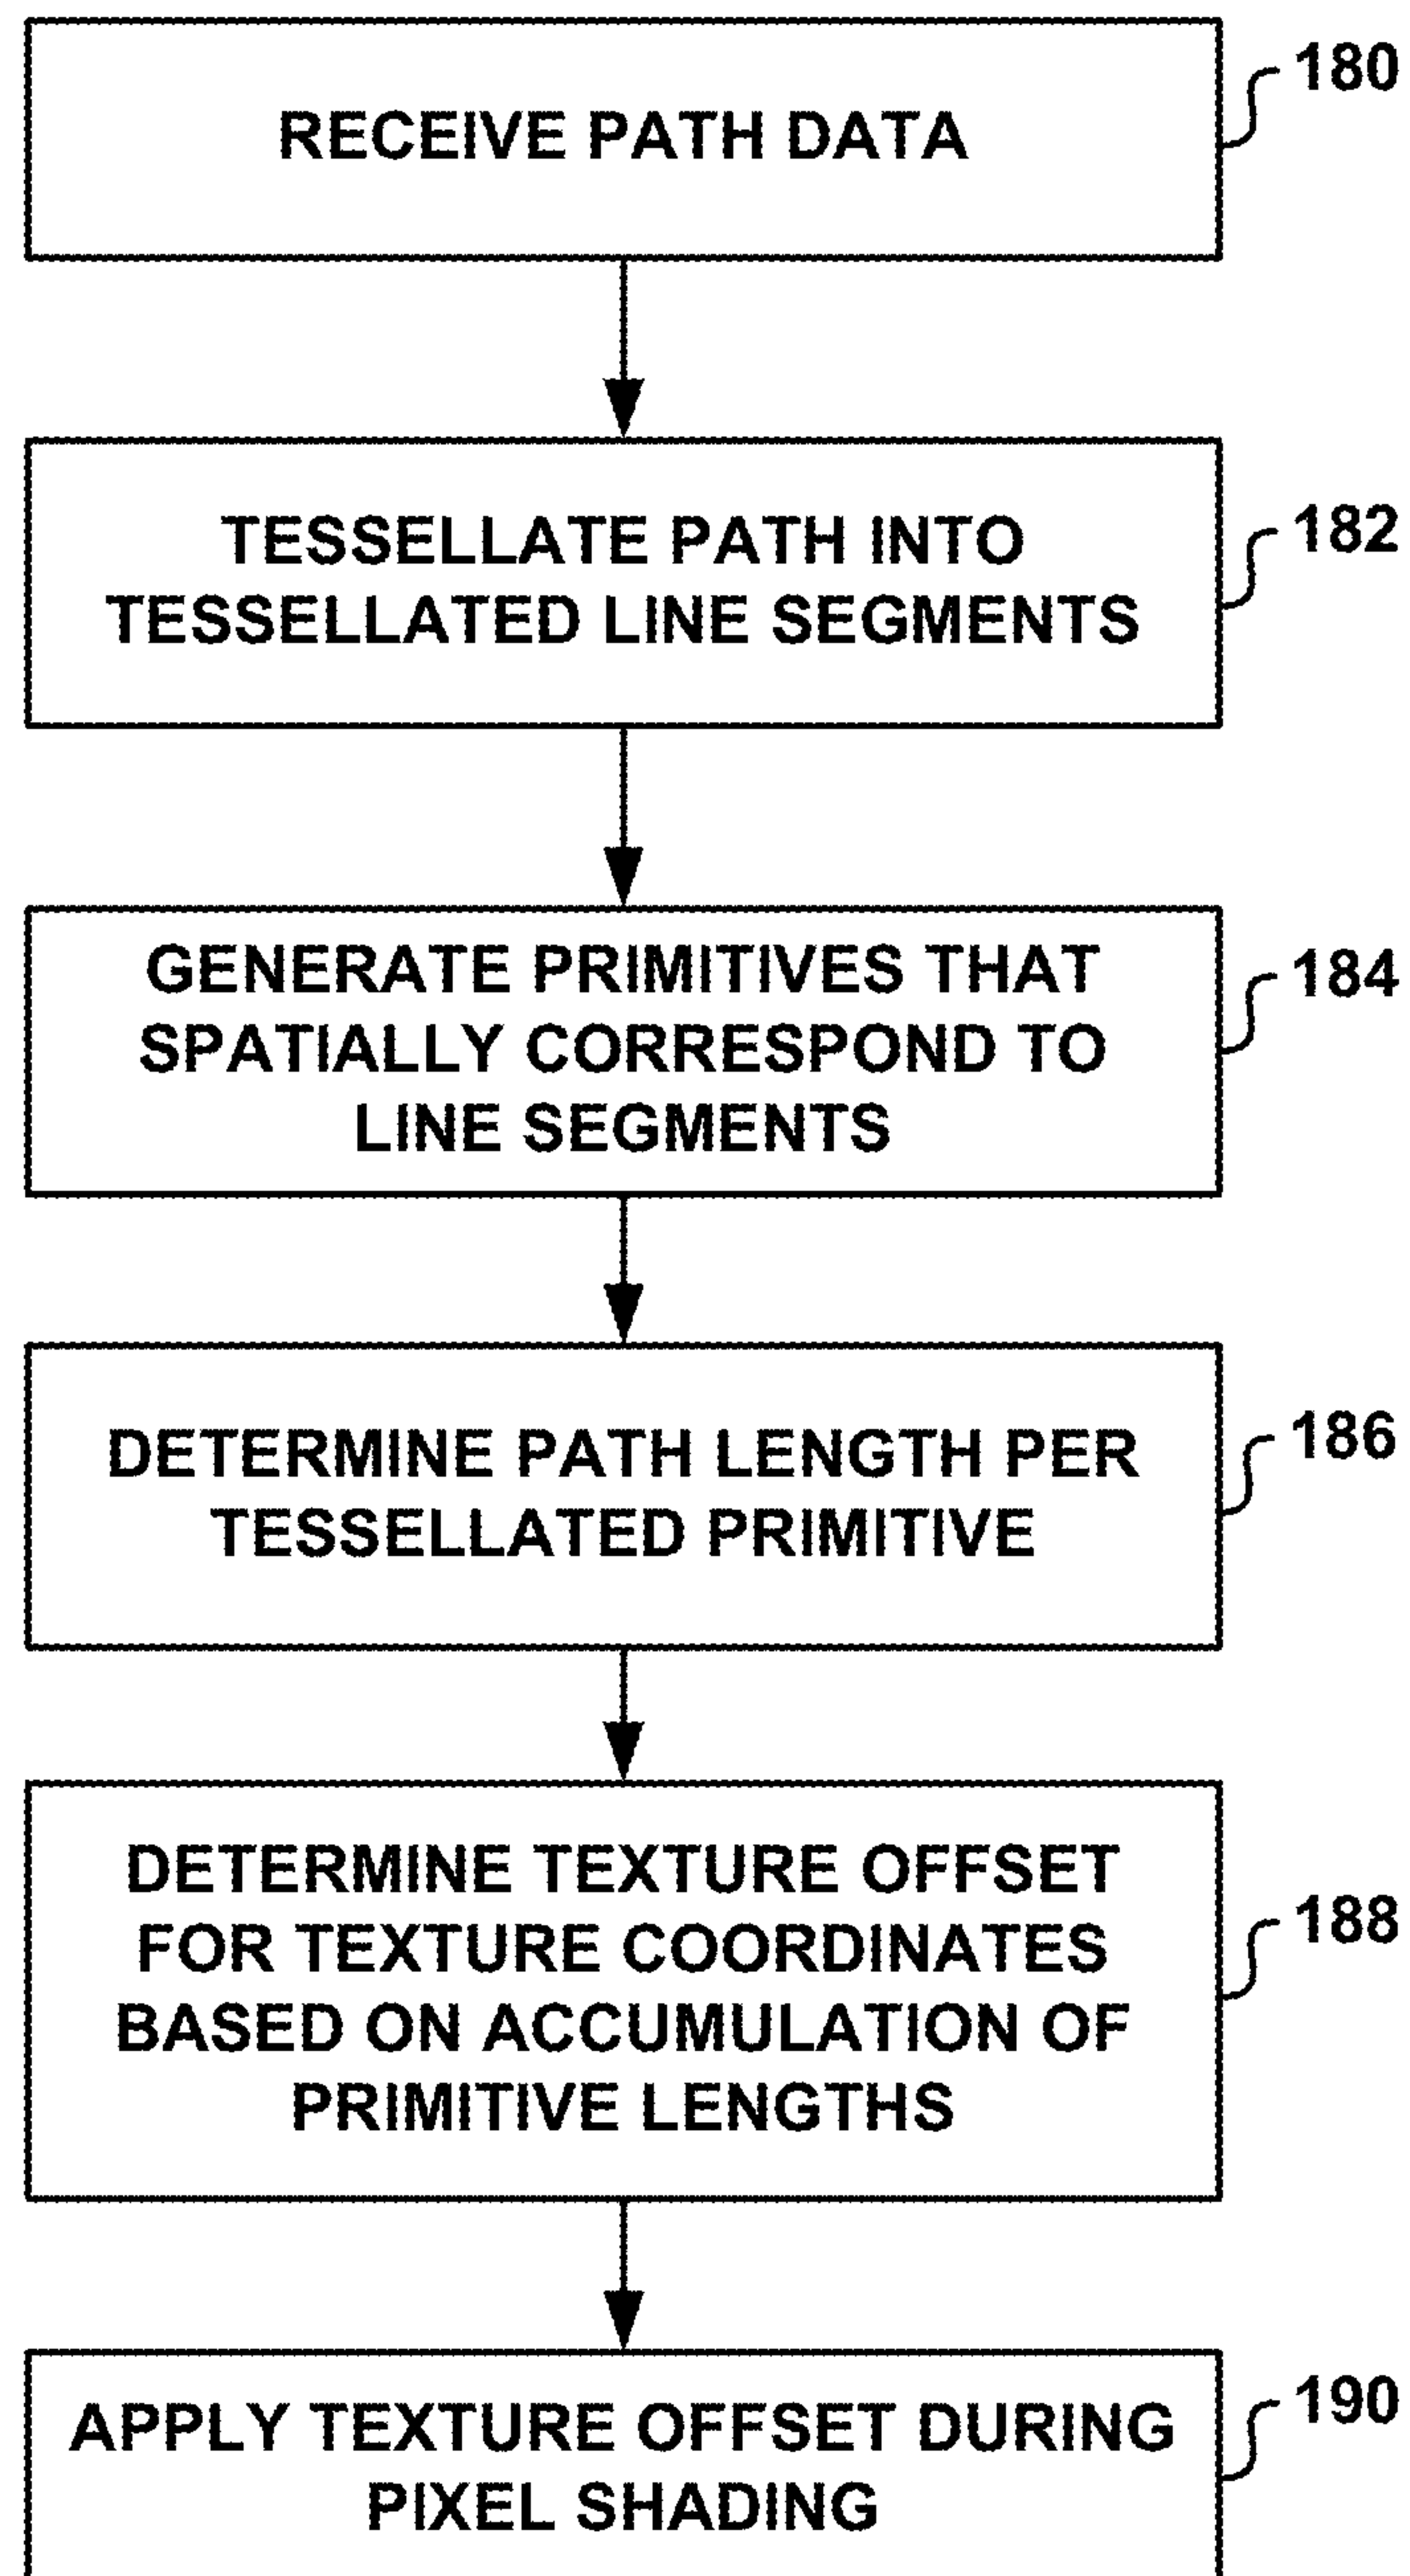 RECEIVE PATH DATA
180
TESSELLATE PATH INTO
TESSELLATED LINE SEGMENTS
182
GENERATE PRIMITIVES THAT
SPATIALLY CORRESPOND TO
LINE SEGMENTS
184
DETERMINE PATH LENGTH PER
TESSELLATED PRIMITIVE
186
DETERMINE TEXTURE OFFSET
FOR TEXTURE COORDINATES
BASED ON ACCUMULATION OF
PRIMITIVE LENGTHS
188
APPLY TEXTURE OFFSET DURING
PIXEL SHADING
190